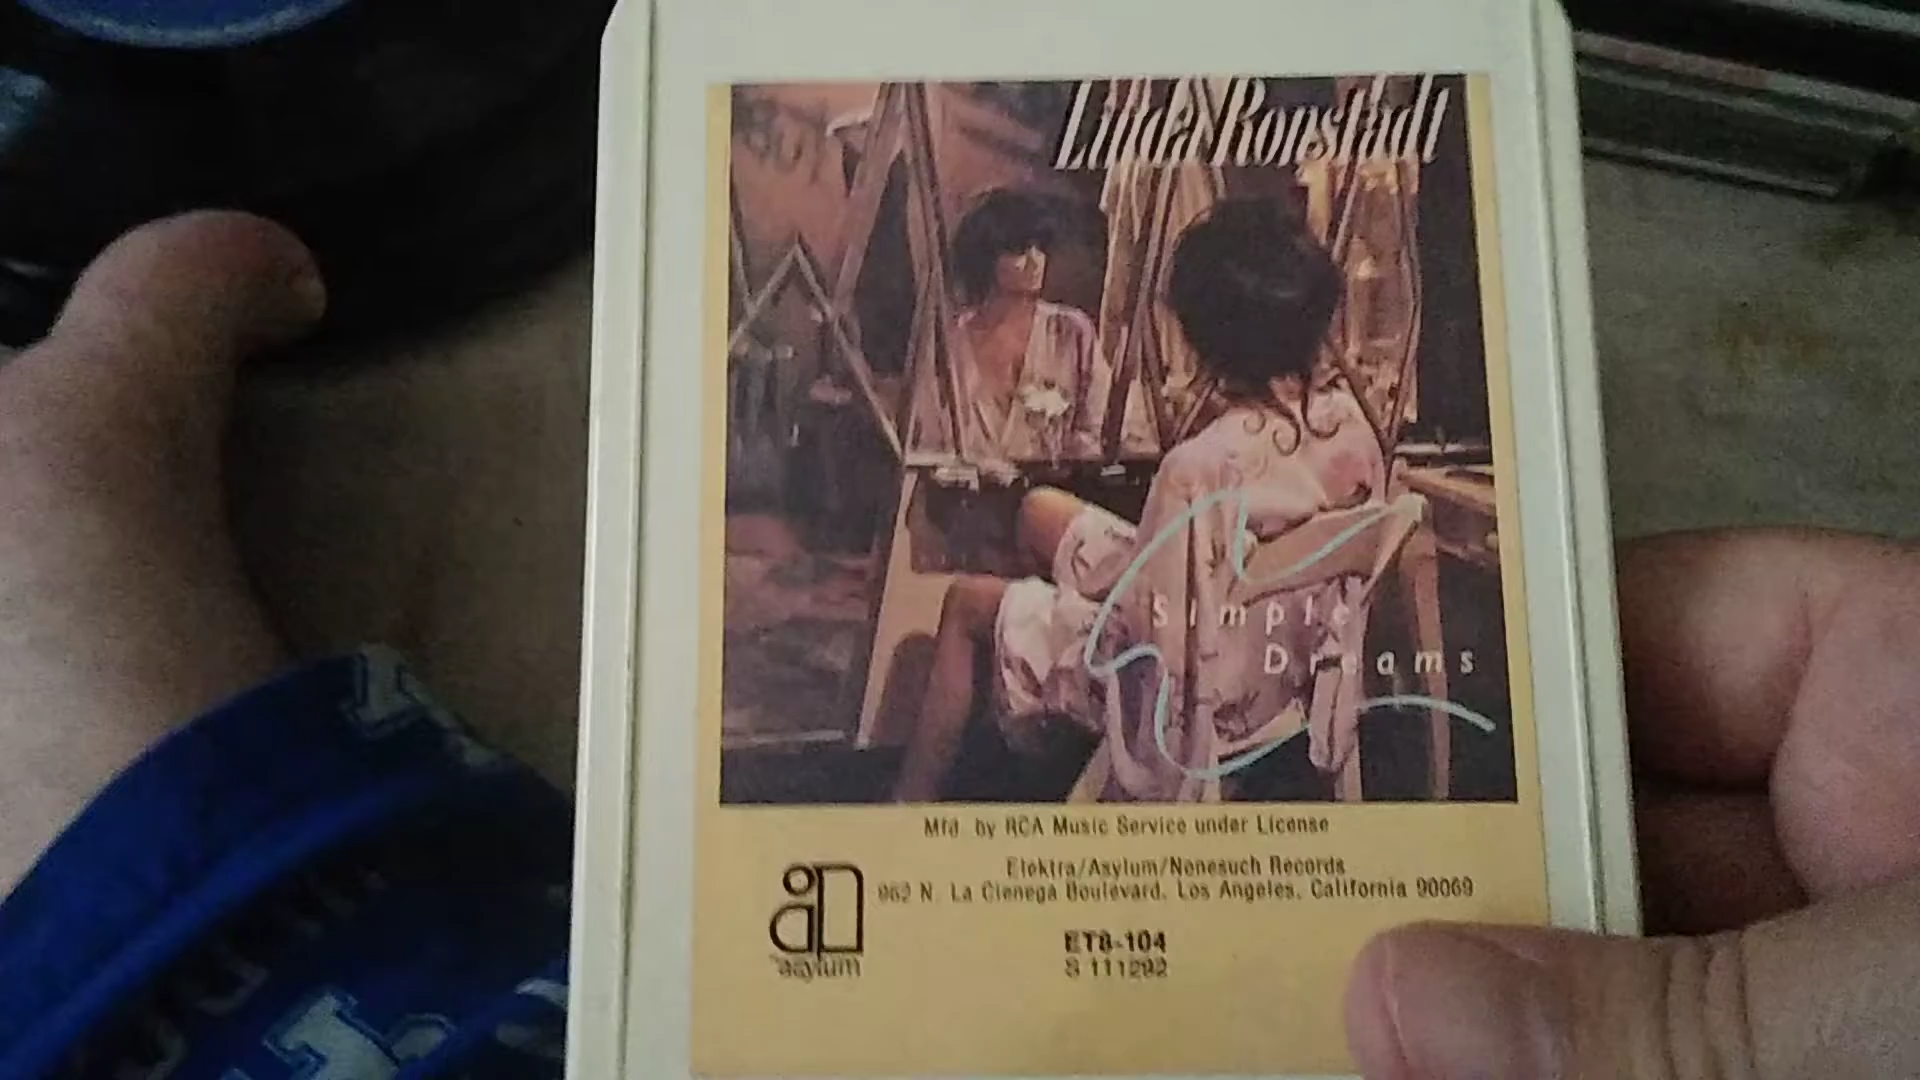 Linda Ronstadt
Simple
Dreams
Mfd. by RCA Music Service under License
Elektra/Asylum/Nonesuch Records
962 N. La Cienega Boulevard, Los Angeles, California 90069
asylum
ET8-104
S 111292